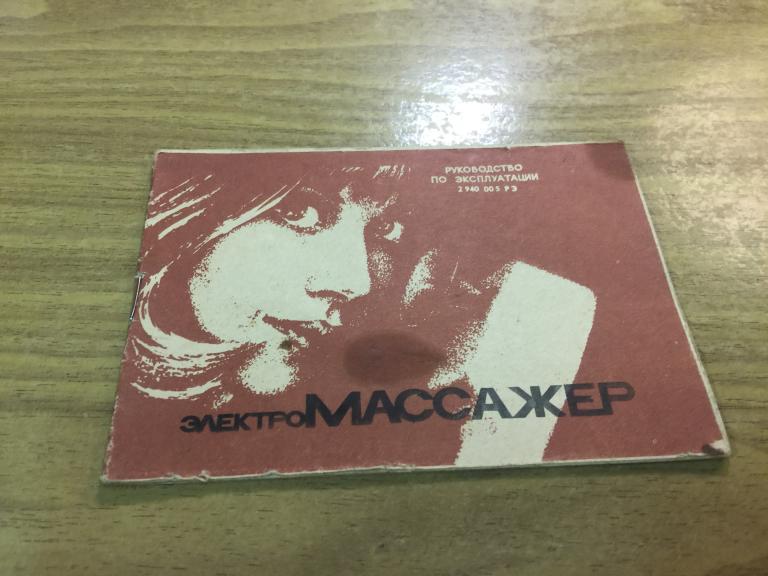 РУКОВОДСТВО
ПО ЭКСПЛУАТАЦИИ
2 940 005 РЭ
ЭЛЕКТРОМАССАЖЕР